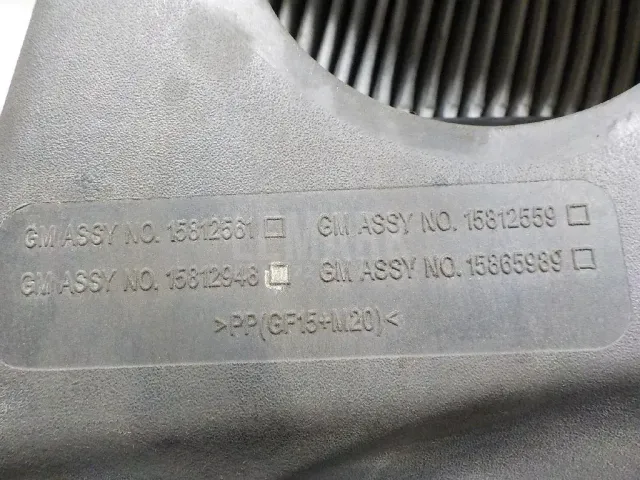 GM ASSY NO. 15812561 □ GM ASSY NO. 15812559 □
GM ASSY NO. 15812948 □ GM ASSY NO. 15865989 □
>PP(GF15+M20)<